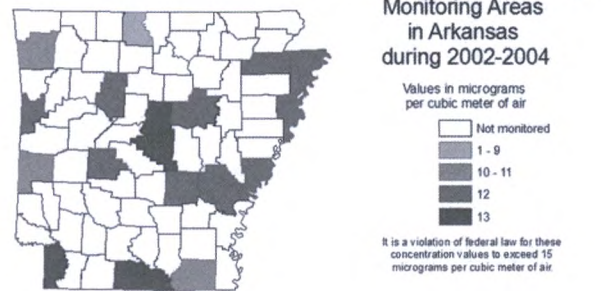 Monitoring Areas
in Arkansas
during 2002-2004
Values in micrograms
per cubic meter of air
Not monitored
1 - 9
10 - 11
12
13
It is a violation of federal law for these
concentration values to exceed 15
micrograms per cubic meter of air.